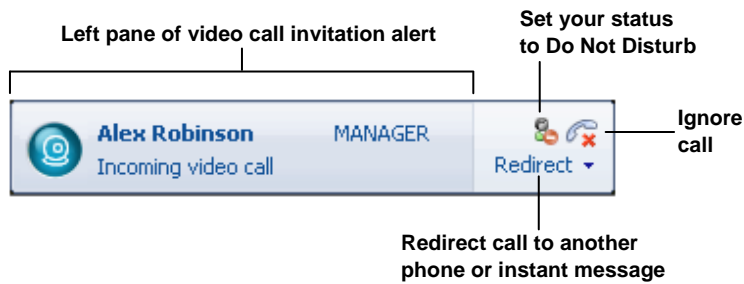 Set your status
to Do Not Disturb
Left pane of video call invitation alert
Alex Robinson MANAGER
Incoming video call
Redirect
Ignore
call
Redirect call to another
phone or instant message